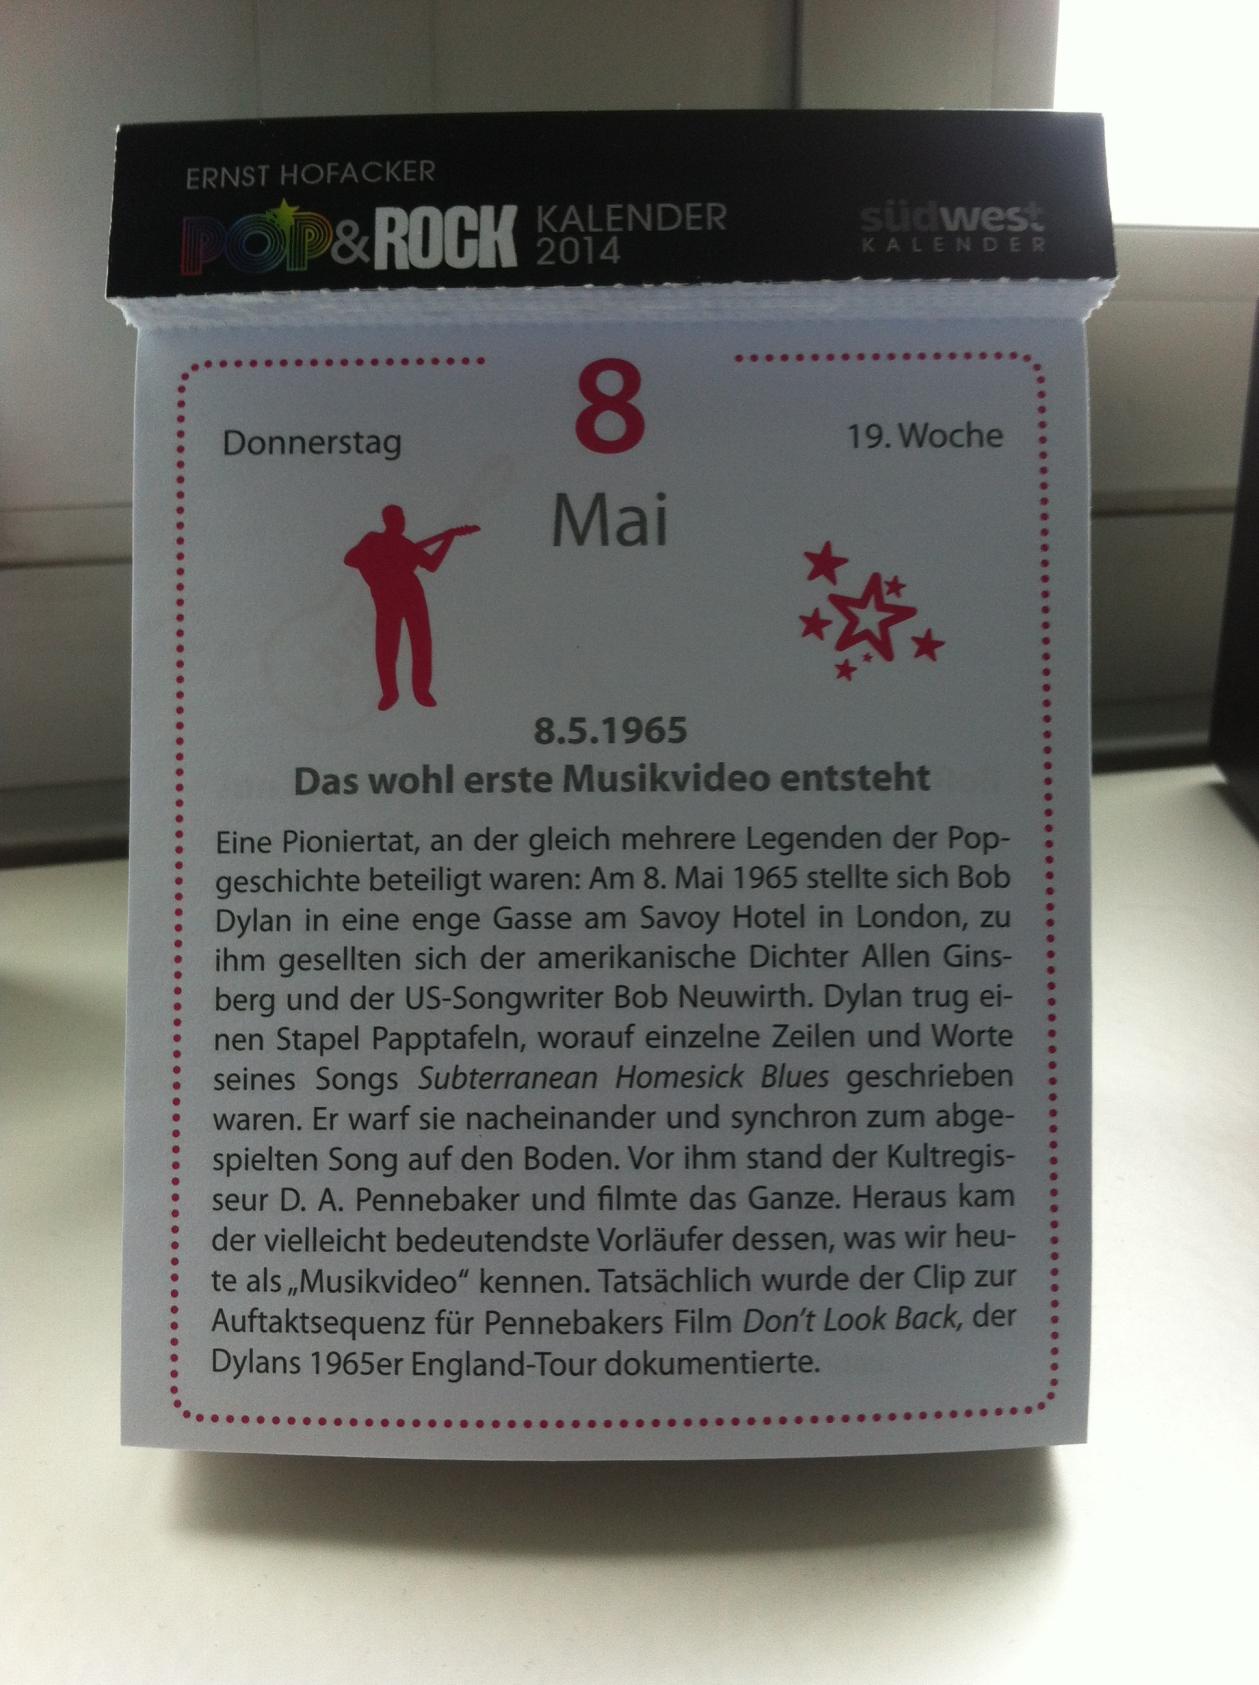 ERNST HOFACKER
POP&ROCK KALENDER
2014
südwest
KALENDER
8
Donnerstag
19. Woche
Mai
8.5.1965
Das wohl erste Musikvideo entsteht
Eine Pioniertat, an der gleich mehrere Legenden der Pop-
geschichte beteiligt waren: Am 8. Mai 1965 stellte sich Bob
Dylan in eine enge Gasse am Savoy Hotel in London, zu
ihm gesellten sich der amerikanische Dichter Allen Gins-
berg und der US-Songwriter Bob Neuwirth. Dylan trug ei-
nen Stapel Papptafeln, worauf einzelne Zeilen und Worte
seines Songs Subterranean Homesick Blues geschrieben
waren. Er warf sie nacheinander und synchron zum abge-
spielten Song auf den Boden. Vor ihm stand der Kultregis-
seur D. A. Pennebaker und filmte das Ganze. Heraus kam
der vielleicht bedeutendste Vorläufer dessen, was wir heu-
te als „Musikvideo“ kennen. Tatsächlich wurde der Clip zur
Auftaktsequenz für Pennebakers Film Don’t Look Back, der
Dylans 1965er England-Tour dokumentierte.